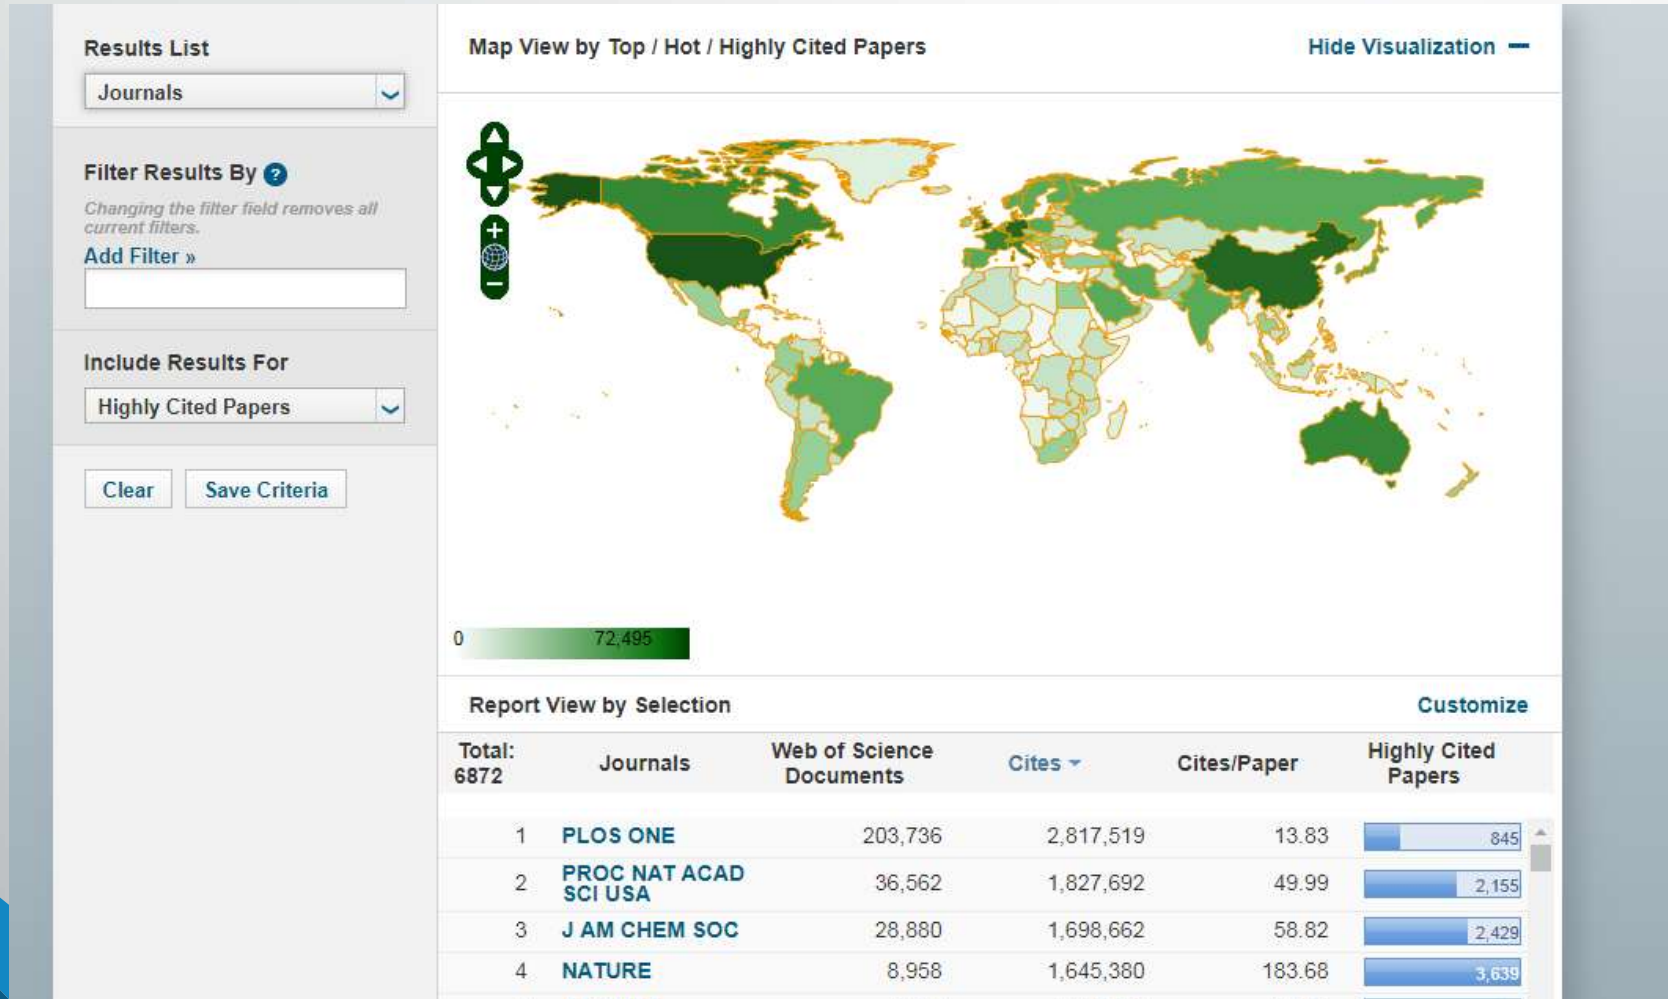 Results List
Journals
Filter Results By ?
Changing the filter field removes all
current filters.
Add Filter »
Include Results For
Highly Cited Papers
Clear
Save Criteria
Map View by Top / Hot / Highly Cited Papers
Hide Visualization
+
−
0 72,495
Report View by Selection
Customize
Total:
6872
Journals
Web of Science
Documents
Cites
Cites/Paper
Highly Cited
Papers
1 PLOS ONE 203,736 2,817,519 13.83 845
2 PROC NAT ACAD
SCI USA 36,562 1,827,692 49.99 2,155
3 J AM CHEM SOC 28,880 1,698,662 58.82 2,429
4 NATURE 8,958 1,645,380 183.68 3,639